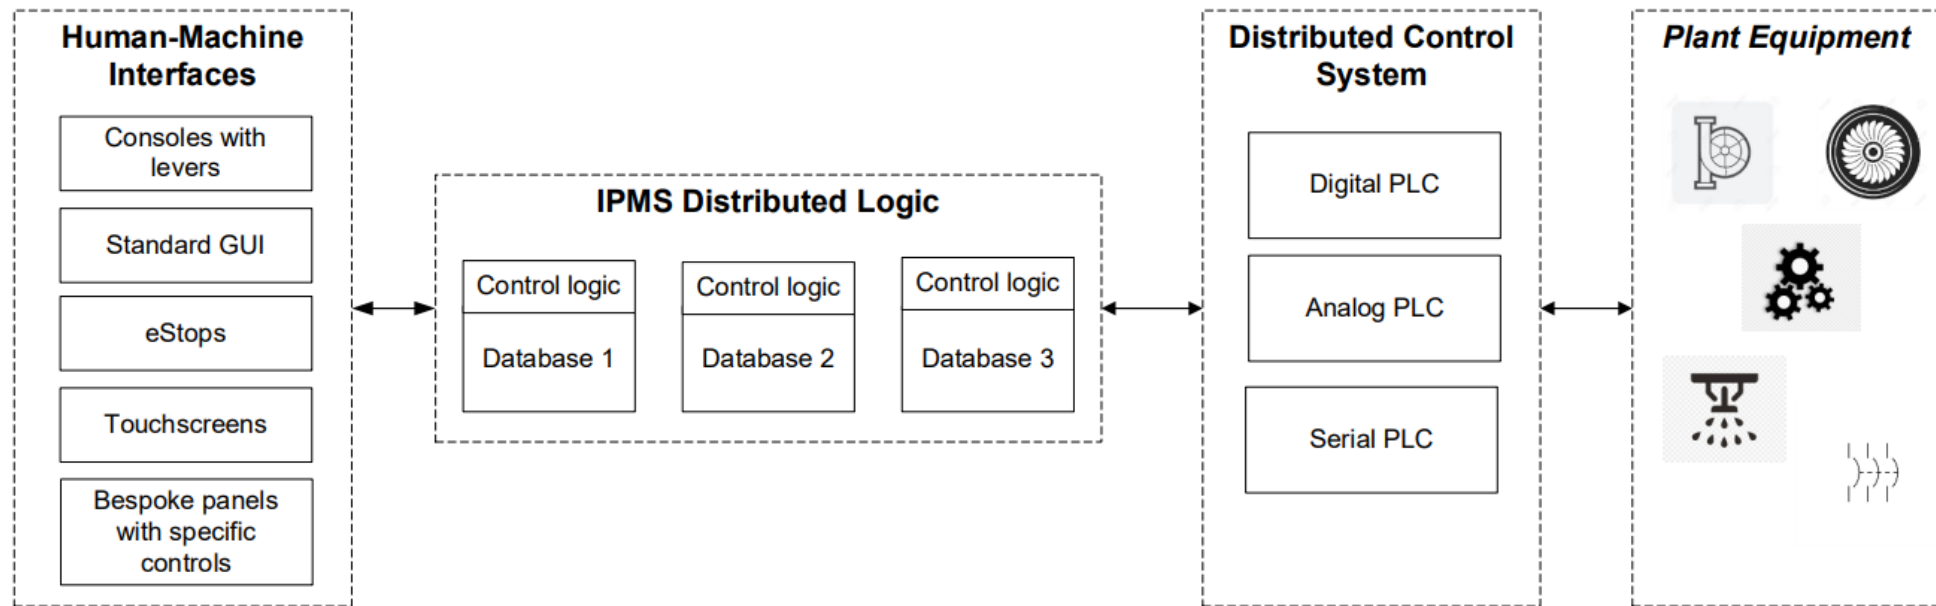 Human-Machine
Interfaces
Consoles with
levers
Standard GUI
eStops
Touchscreens
Bespoke panels
with specific
controls
IPMS Distributed Logic
Control logic
Database 1
Control logic
Database 2
Control logic
Database 3
Distributed Control
System
Digital PLC
Analog PLC
Serial PLC
Plant Equipment